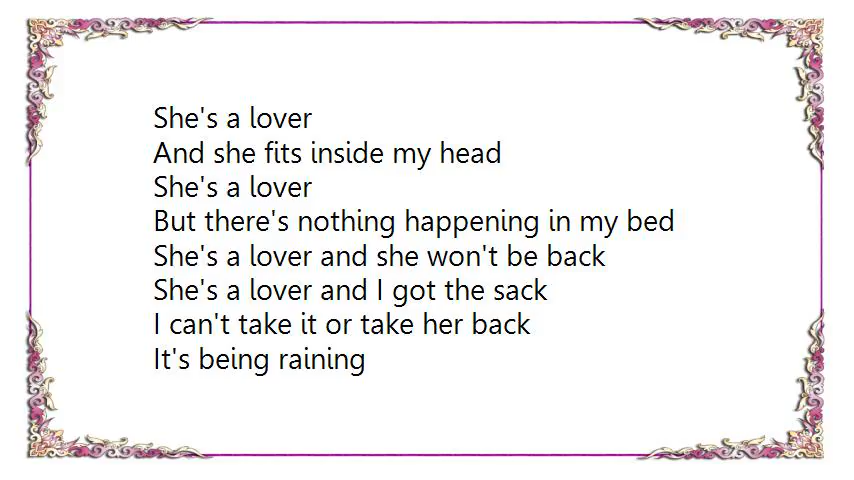 She's a lover
And she fits inside my head
She's a lover
But there's nothing happening in my bed
She's a lover and she won't be back
She's a lover and I got the sack
I can't take it or take her back
It's being raining